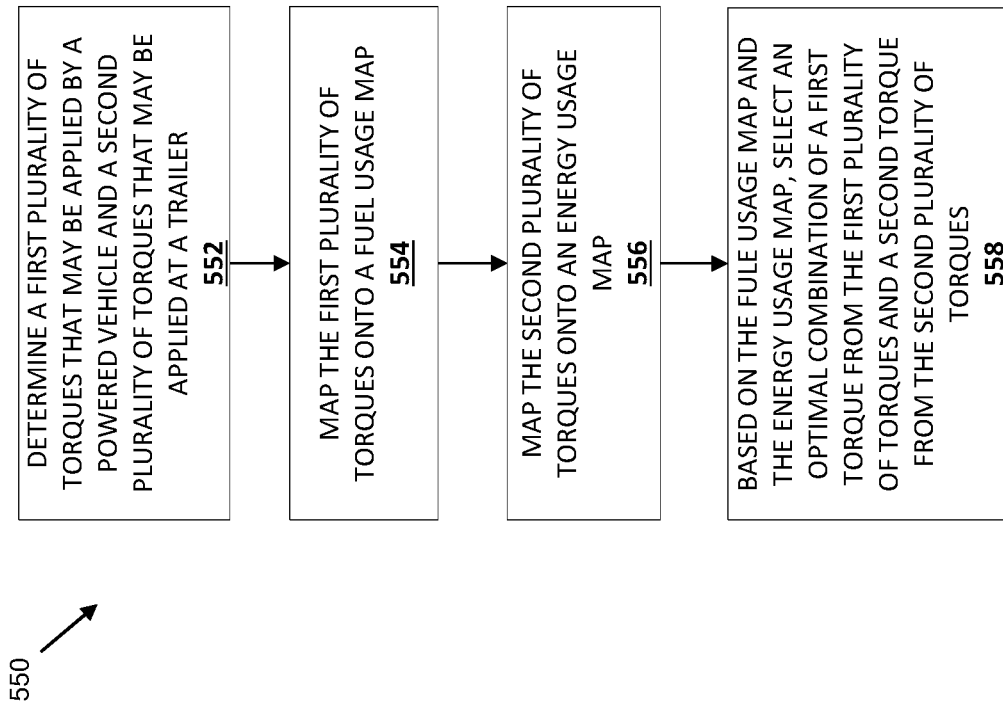 550
DETERMINE A FIRST PLURALITY OF
TORQUES THAT MAY BE APPLIED BY A
POWERED VEHICLE AND A SECOND
PLURALITY OF TORQUES THAT MAY BE
APPLIED AT A TRAILER
552
MAP THE FIRST PLURALITY OF
TORQUES ONTO A FUEL USAGE MAP
554
MAP THE SECOND PLURALITY OF
TORQUES ONTO AN ENERGY USAGE
MAP
556
BASED ON THE FULE USAGE MAP AND
THE ENERGY USAGE MAP, SELECT AN
OPTIMAL COMBINATION OF A FIRST
TORQUE FROM THE FIRST PLURALITY
OF TORQUES AND A SECOND TORQUE
FROM THE SECOND PLURALITY OF
TORQUES
558